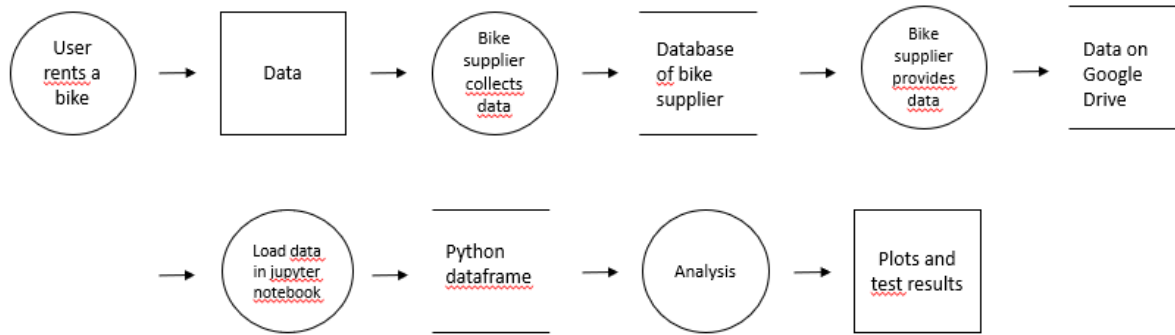 User
rents a
bike
Data
Bike
supplier
collects
data
Database
of bike
supplier
Bike
supplier
provides
data
Data on
Google
Drive
Load data
in jupyter
notebook
Python
dataframe
Analysis
Plots and
test results